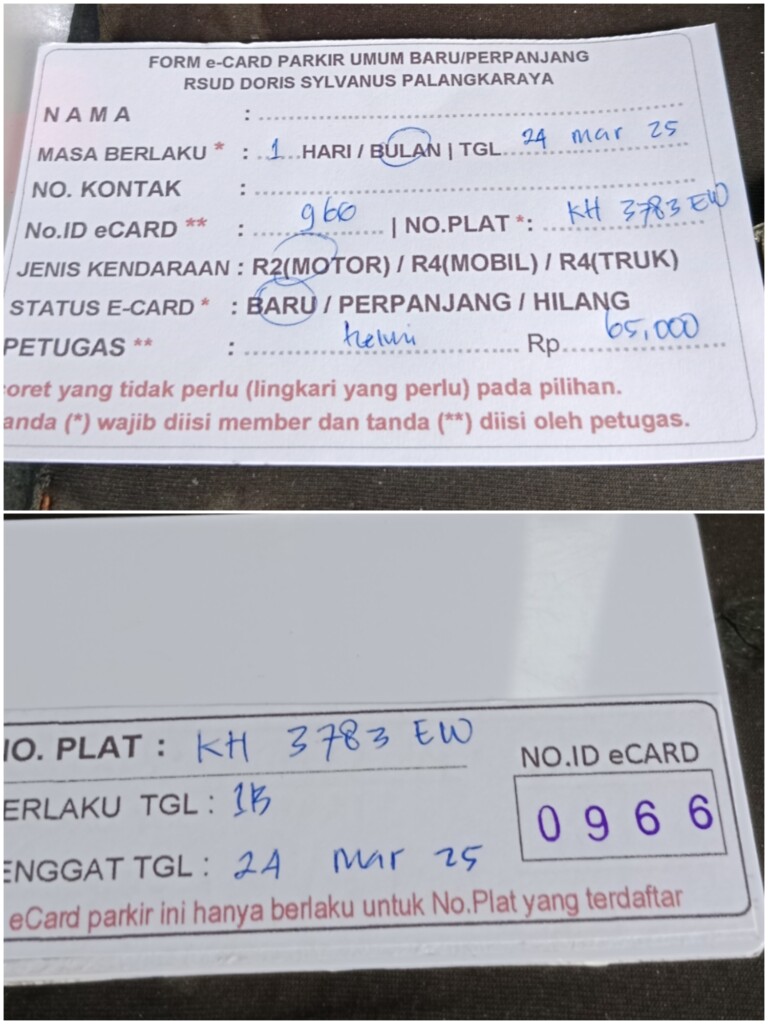 FORM e-CARD PARKIR UMUM BARU/PERPANJANG
RSUD DORIS SYLVANUS PALANGKARAYA
NAMA :
MASA BERLAKU * : 1 HARI / BULAN | TGL 24 mar 25
NO. KONTAK :
No.ID eCARD ** : 966 | NO.PLAT *: KH 3783 EW
JENIS KENDARAAN : R2(MOTOR) / R4(MOBIL) / R4(TRUK)
STATUS E-CARD * : BARU / PERPANJANG / HILANG
PETUGAS ** : Rp 65,000
oret yang tidak perlu (lingkari yang perlu) pada pilihan.
anda (*) wajib diisi member dan tanda (**) diisi oleh petugas.
O. PLAT : KH 3783 EW
NO.ID eCARD
ERLAKU TGL : 1B
0966
ENGGAT TGL : 24 mar 25
eCard parkir ini hanya berlaku untuk No.Plat yang terdaftar